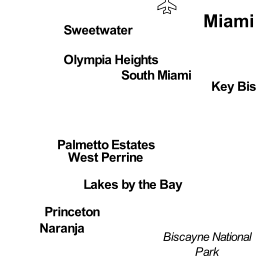 Miami
Sweetwater
Olympia Heights
South Miami
Key Bis
Palmetto Estates
West Perrine
Lakes by the Bay
Princeton
Naranja
Biscayne National
Park